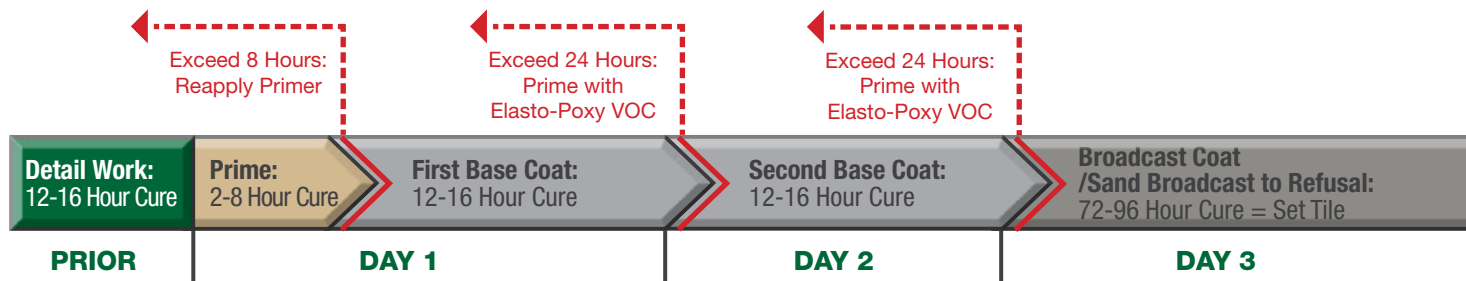 Exceed 8 Hours:
Reapply Primer
Exceed 24 Hours:
Prime with
Elasto-Poxy VOC
Exceed 24 Hours:
Prime with
Elasto-Poxy VOC
Detail Work:
12-16 Hour Cure
Prime:
2-8 Hour Cure
First Base Coat:
12-16 Hour Cure
Second Base Coat:
12-16 Hour Cure
Broadcast Coat
/Sand Broadcast to Refusal:
72-96 Hour Cure = Set Tile
PRIOR
DAY 1
DAY 2
DAY 3